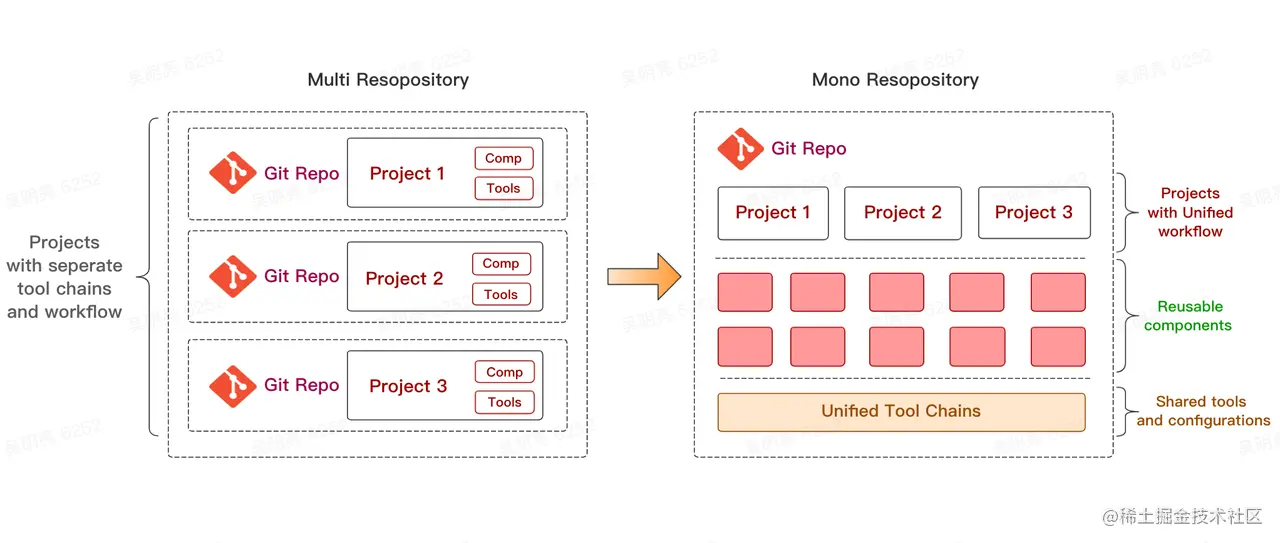 Multi Resopository
Projects
with seperate
tool chains
and workflow
Git Repo
Project 1
Comp
Tools
Git Repo
Project 2
Comp
Tools
Git Repo
Project 3
Comp
Tools
Mono Resopository
Git Repo
Project 1
Project 2
Project 3
Projects
with Unified
workflow
Reusable
components
Unified Tool Chains
Shared tools
and configurations
@稀土掘金技术社区